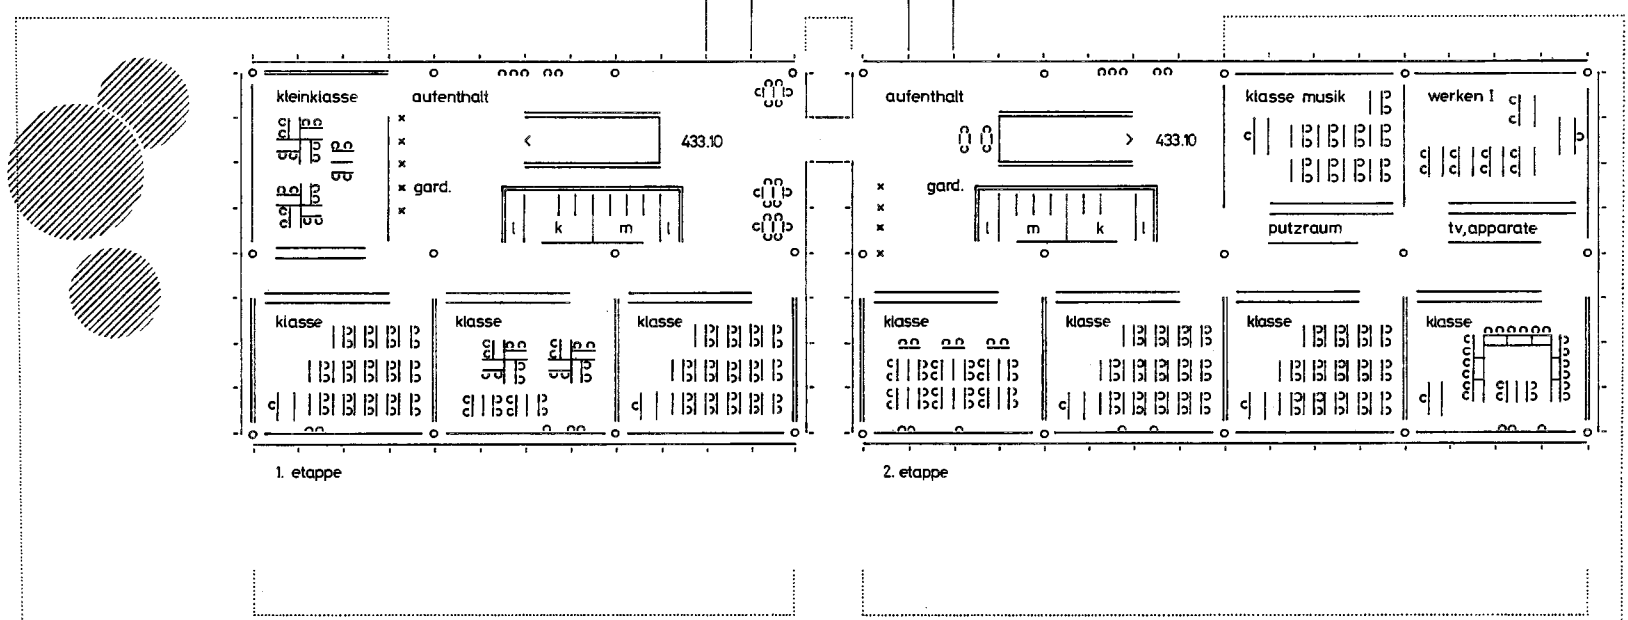 kleinklasse
aufenthalt
433.10
gard.
l k m l
aufenthalt
433.10
gard.
l m k l
klasse musik
werken I
putzraum
tv, apparate
klasse
klasse
klasse
klasse
klasse
klasse
klasse
1. etappe
2. etappe